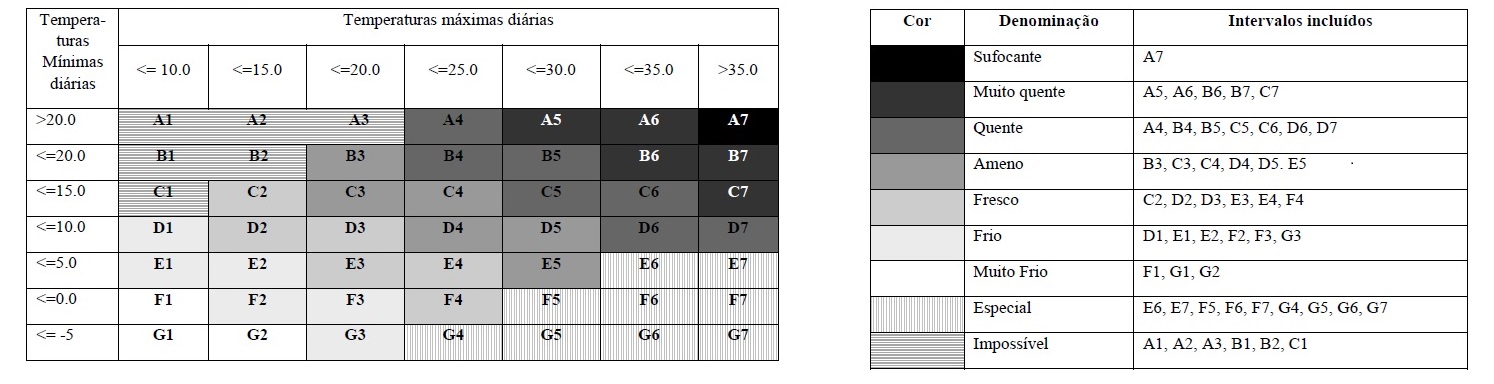 Tempera-
turas
Mínimas
diárias
Temperaturas máximas diárias
<= 10.0 <=15.0 <=20.0 <=25.0 <=30.0 <=35.0 >35.0
>20.0 A1 A2 A3 A4 A5 A6 A7
<=20.0 B1 B2 B3 B4 B5 B6 B7
<=15.0 C1 C2 C3 C4 C5 C6 C7
<=10.0 D1 D2 D3 D4 D5 D6 D7
<=5.0 E1 E2 E3 E4 E5 E6 E7
<=0.0 F1 F2 F3 F4 F5 F6 F7
<= -5 G1 G2 G3 G4 G5 G6 G7
Cor Denominação Intervalos incluídos
Sufocante A7
Muito quente A5, A6, B6, B7, C7
Quente A4, B4, B5, C5, C6, D6, D7
Ameno B3, C3, C4, D4, D5. E5
Fresco C2, D2, D3, E3, E4, F4
Frio D1, E1, E2, F2, F3, G3
Muito Frio F1, G1, G2
Especial E6, E7, F5, F6, F7, G4, G5, G6, G7
Impossível A1, A2, A3, B1, B2, C1